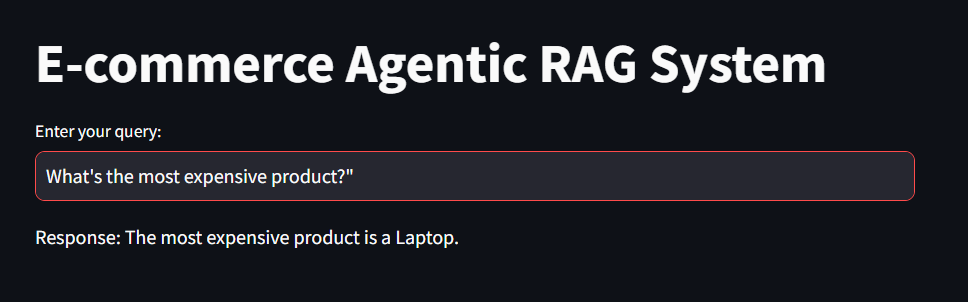 E-commerce Agentic RAG System
Enter your query:
What's the most expensive product?"
Response: The most expensive product is a Laptop.